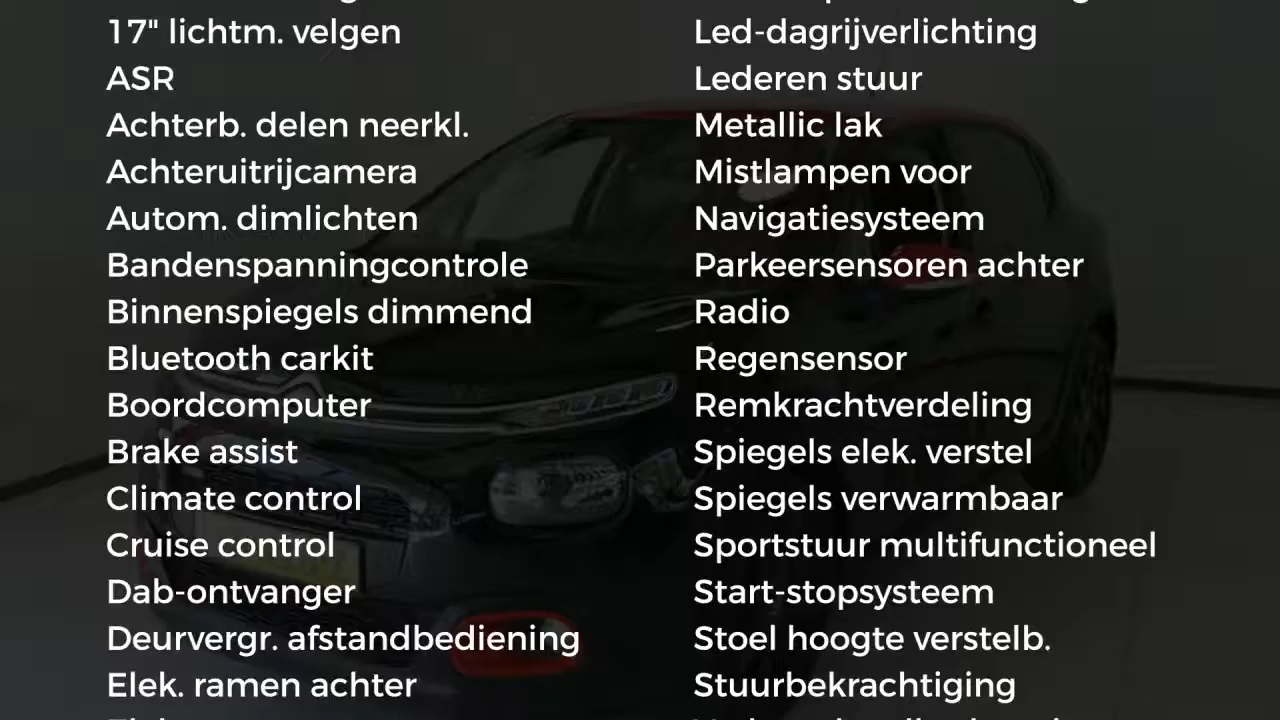 17" lichtm. velgen
ASR
Achterb. delen neerkl.
Achteruitrijcamera
Autom. dimlichten
Bandenspanningcontrole
Binnenspiegels dimmend
Bluetooth carkit
Boordcomputer
Brake assist
Climate control
Cruise control
Dab-ontvanger
Deurvergr. afstandbediening
Elek. ramen achter
Led-dagrijverlichting
Lederen stuur
Metallic lak
Mistlampen voor
Navigatiesysteem
Parkeersensoren achter
Radio
Regensensor
Remkrachtverdeling
Spiegels elek. verstel
Spiegels verwarmbaar
Sportstuur multifunctioneel
Start-stopsysteem
Stoel hoogte verstelb.
Stuurbekrachtiging